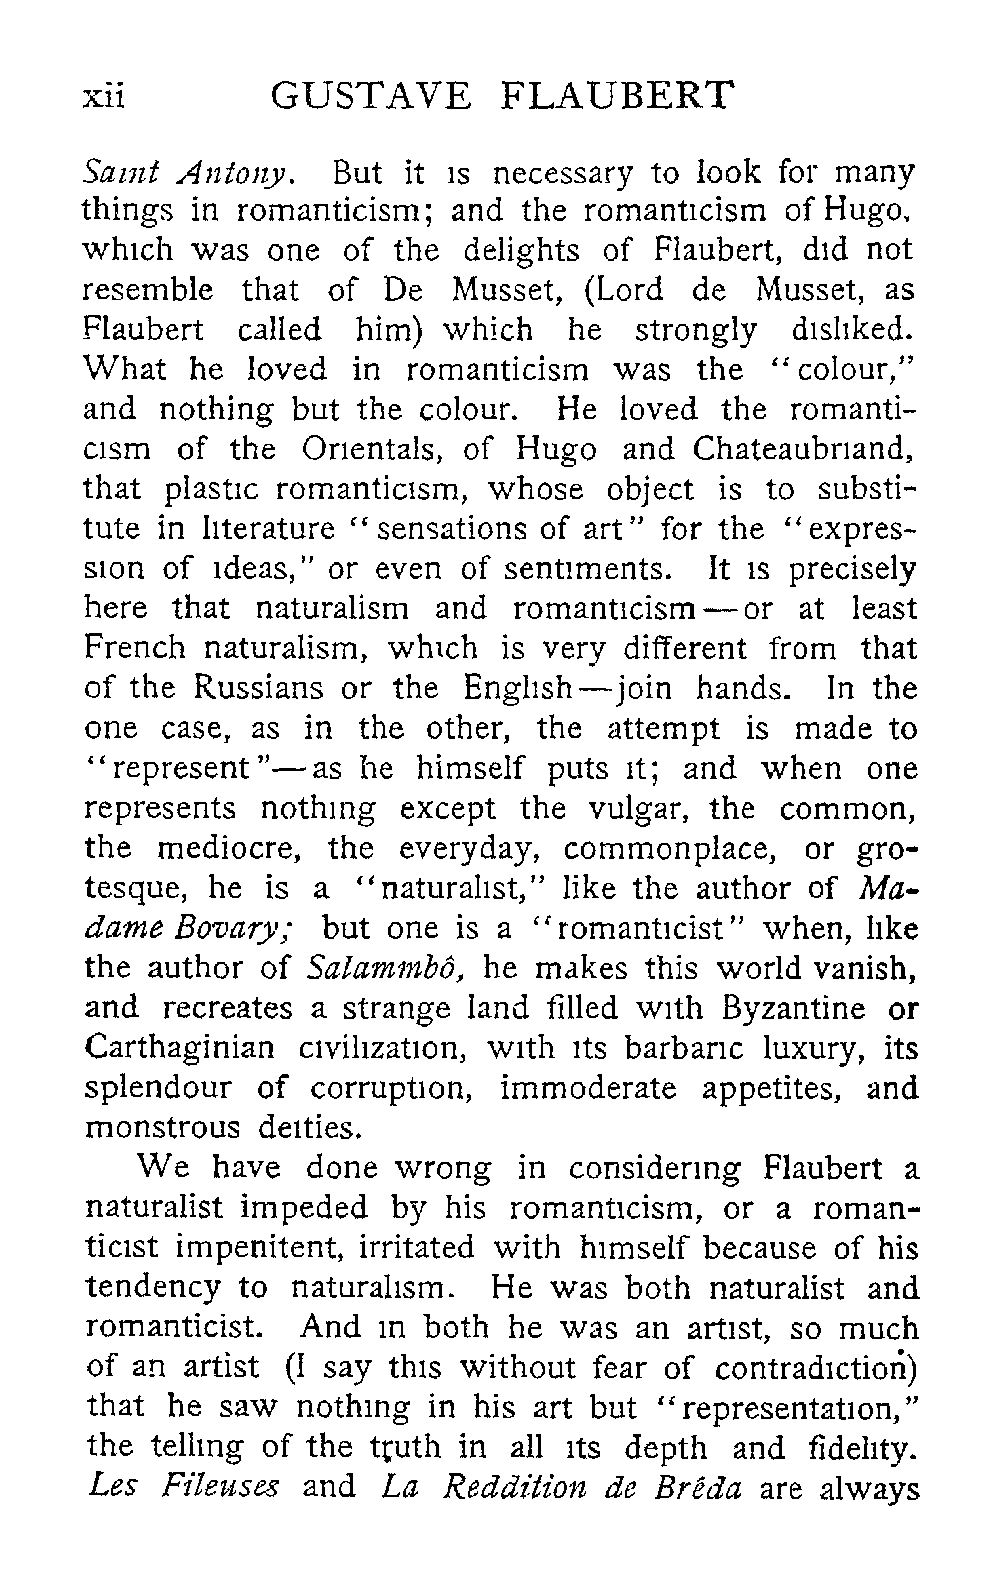 xii GUSTAVE FLAUBERT
Saint Antony. But it is necessary to look for many
things in romanticism; and the romanticism of Hugo,
which was one of the delights of Flaubert, did not
resemble that of De Musset, (Lord de Musset, as
Flaubert called him) which he strongly disliked.
What he loved in romanticism was the "colour,"
and nothing but the colour. He loved the romanti-
cism of the Orientals, of Hugo and Chateaubriand,
that plastic romanticism, whose object is to substi-
tute in literature "sensations of art" for the "expres-
sion of ideas," or even of sentiments. It is precisely
here that naturalism and romanticism—or at least
French naturalism, which is very different from that
of the Russians or the English—join hands. In the
one case, as in the other, the attempt is made to
"represent"—as he himself puts it; and when one
represents nothing except the vulgar, the common,
the mediocre, the everyday, commonplace, or gro-
tesque, he is a "naturalist," like the author of Ma-
dame Bovary; but one is a "romanticist" when, like
the author of Salammbô, he makes this world vanish,
and recreates a strange land filled with Byzantine or
Carthaginian civilization, with its barbaric luxury, its
splendour of corruption, immoderate appetites, and
monstrous deities.
We have done wrong in considering Flaubert a
naturalist impeded by his romanticism, or a roman-
ticist impenitent, irritated with himself because of his
tendency to naturalism. He was both naturalist and
romanticist. And in both he was an artist, so much
of an artist (I say this without fear of contradiction)
that he saw nothing in his art but "representation,"
the telling of the truth in all its depth and fidelity.
Les Fileuses and La Reddition de Brêda are always